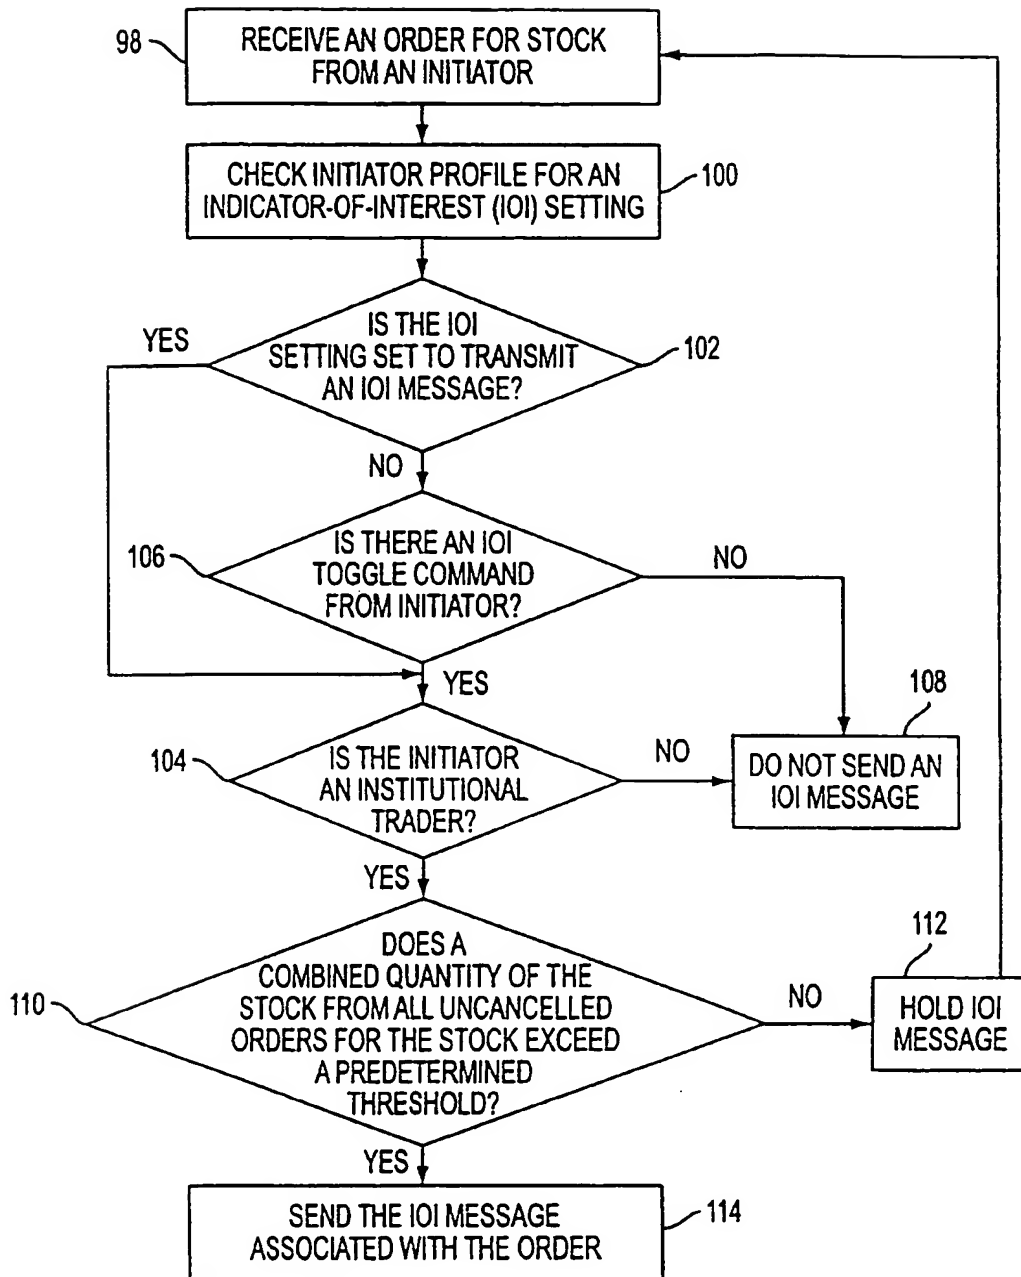 98
RECEIVE AN ORDER FOR STOCK
FROM AN INITIATOR
CHECK INITIATOR PROFILE FOR AN
INDICATOR-OF-INTEREST (IOI) SETTING
100
IS THE IOI
SETTING SET TO TRANSMIT
AN IOI MESSAGE?
YES
102
NO
106
IS THERE AN IOI
TOGGLE COMMAND
FROM INITIATOR?
NO
YES
108
104
IS THE INITIATOR
AN INSTITUTIONAL
TRADER?
NO
DO NOT SEND AN
IOI MESSAGE
YES
110
DOES A
COMBINED QUANTITY OF THE
STOCK FROM ALL UNCANCELLED
ORDERS FOR THE STOCK EXCEED
A PREDETERMINED
THRESHOLD?
NO
112
HOLD IOI
MESSAGE
YES
SEND THE IOI MESSAGE
ASSOCIATED WITH THE ORDER
114